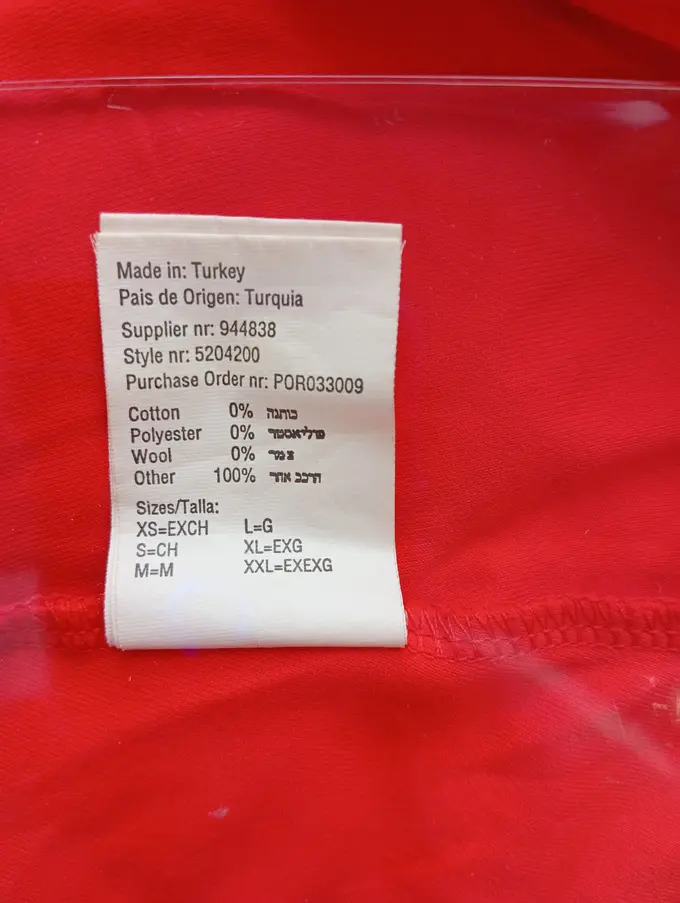 Made in: Turkey
Pais de Origen: Turquia
Supplier nr: 944838
Style nr: 5204200
Purchase Order nr: POR033009
Cotton 0% כותנה
Polyester 0% פוליאסטר
Wool 0% צמר
Other 100% הרכב אחר
Sizes/Talla:
XS=EXCH L=G
S=CH XL=EXG
M=M XXL=EXEXG